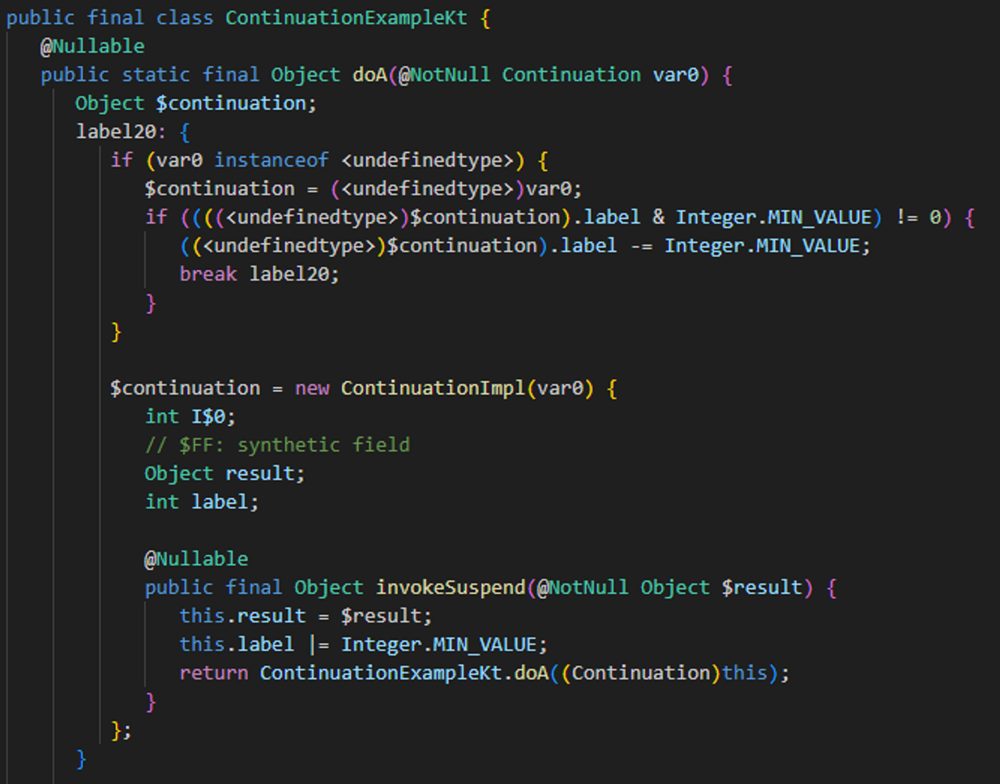 public final class ContinuationExampleKt {
   @Nullable
   public static final Object doA(@NotNull Continuation var0) {
      Object $continuation;
      label20: {
         if (var0 instanceof <undefinedtype>) {
            $continuation = (<undefinedtype>)var0;
            if ((((<undefinedtype>)$continuation).label & Integer.MIN_VALUE) != 0) {
               ((<undefinedtype>)$continuation).label -= Integer.MIN_VALUE;
               break label20;
            }
         }

         $continuation = new ContinuationImpl(var0) {
            int I$0;
            // $FF: synthetic field
            Object result;
            int label;

            @Nullable
            public final Object invokeSuspend(@NotNull Object $result) {
               this.result = $result;
               this.label |= Integer.MIN_VALUE;
               return ContinuationExampleKt.doA((Continuation)this);
            }
         };
      }